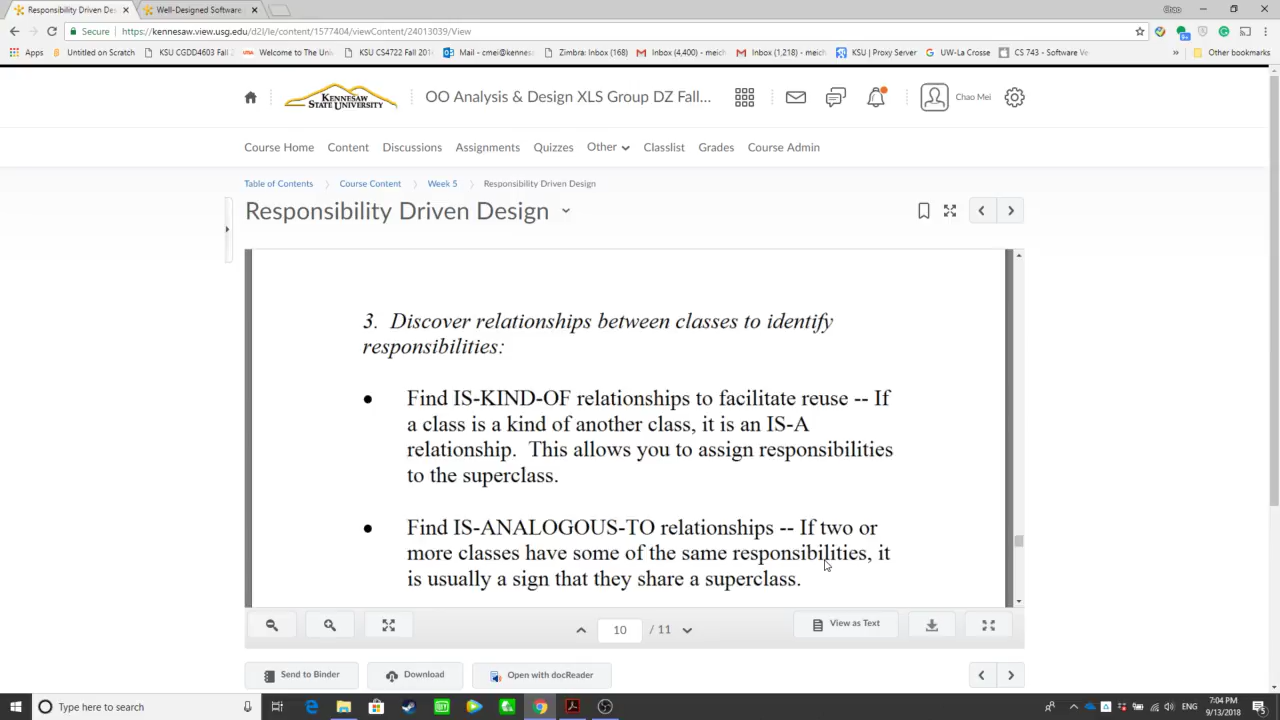 Responsibility Driven Des
Well-Designed Software
Chao
Secure
https://kennesaw.view.usg.edu/d2l/le/content/1577404/viewContent/24013039/View
Apps
Untitled on Scratch
KSU CGDD4603 Fall 2
Welcome to The Uni
KSU CS4722 Fall 201
Mail - cmei@kennes
Zimbra: Inbox (168)
Inbox (4,400) - meich
Inbox (1,218) - meich
KSU | Proxy Server
UW-La Crosse
CS 743 - Software Ve
»
Other bookmarks
KENNESAW
STATE UNIVERSITY
OO Analysis & Design XLS Group DZ Fall...
Chao Mei
Course Home
Content
Discussions
Assignments
Quizzes
Other
Classlist
Grades
Course Admin
Table of Contents
Course Content
Week 5
Responsibility Driven Design
Responsibility Driven Design
3. Discover relationships between classes to identify
responsibilities:
• Find IS-KIND-OF relationships to facilitate reuse -- If
a class is a kind of another class, it is an IS-A
relationship. This allows you to assign responsibilities
to the superclass.
• Find IS-ANALOGOUS-TO relationships -- If two or
more classes have some of the same responsibilities, it
is usually a sign that they share a superclass.
10 / 11
View as Text
Send to Binder
Download
Open with docReader
Type here to search
ENG
7:04 PM
9/13/2018